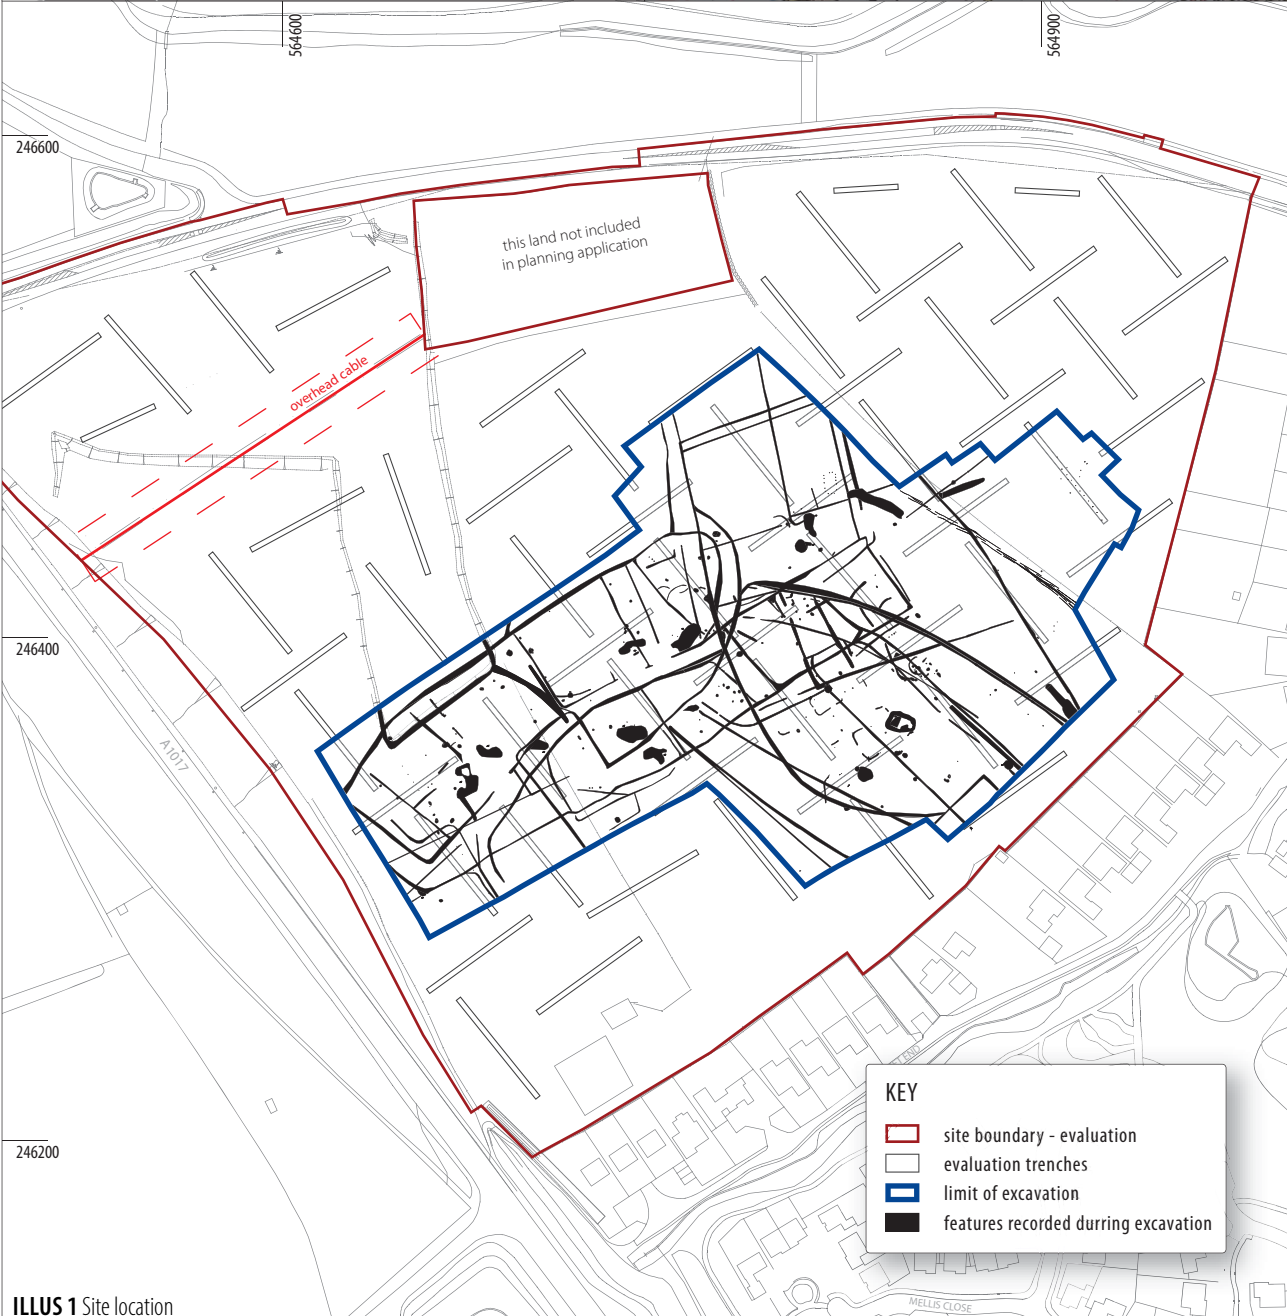 564600
564900
246600
this land not included
in planning application
overhead cable
246400
A1017
246200
END
KEY
site boundary - evaluation
evaluation trenches
limit of excavation
features recorded durring excavation
MELLIS CLOSE
ILLUS 1 Site location